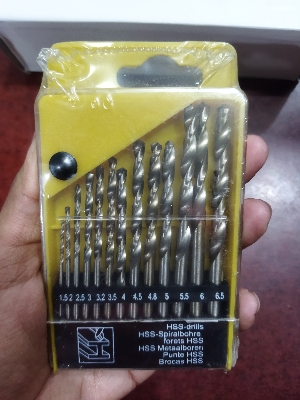 1.5 2 2.5 3 3.2 3.5 4 4.5 4.8 5 5.5 6 6.5
HSS-drills
HSS-Spiralbohre
forets HSS
HSS Metaalboren
Punte HSS
Brocas HSS